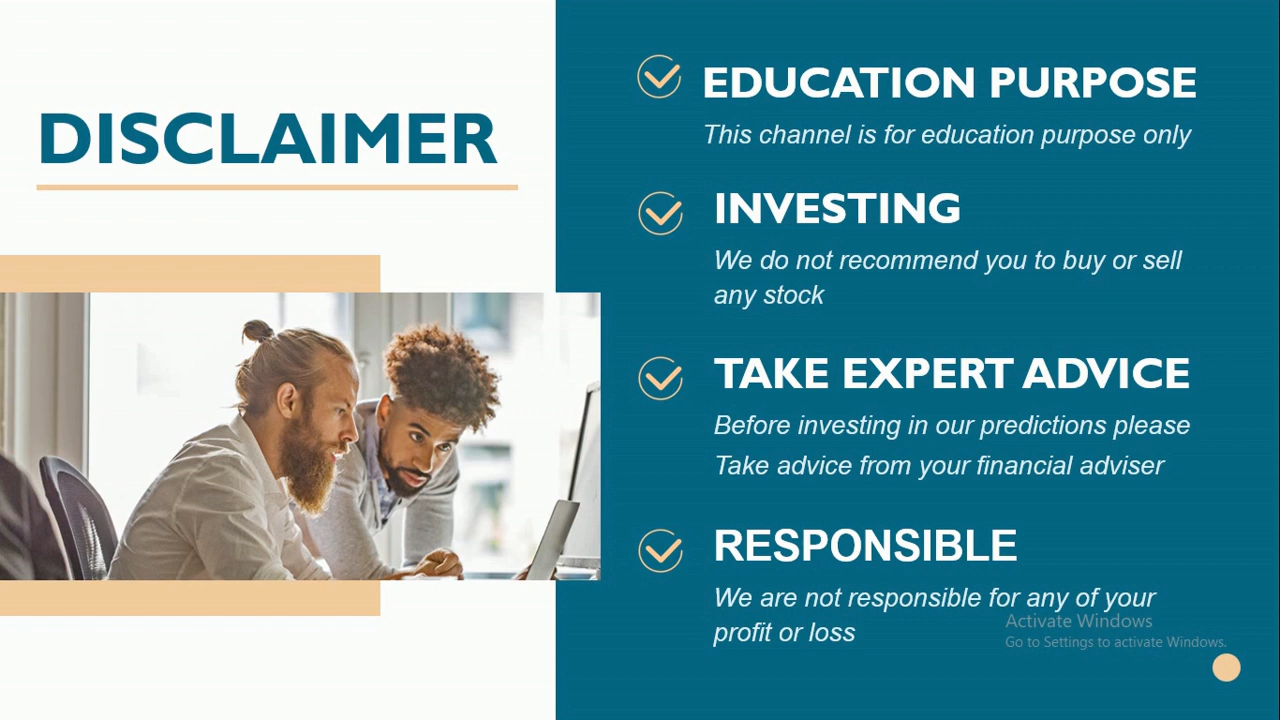 DISCLAIMER
EDUCATION PURPOSE
This channel is for education purpose only
INVESTING
We do not recommend you to buy or sell
any stock
TAKE EXPERT ADVICE
Before investing in our predictions please
Take advice from your financial adviser
RESPONSIBLE
We are not responsible for any of your
profit or loss
Activate Windows
Go to Settings to activate Windows.